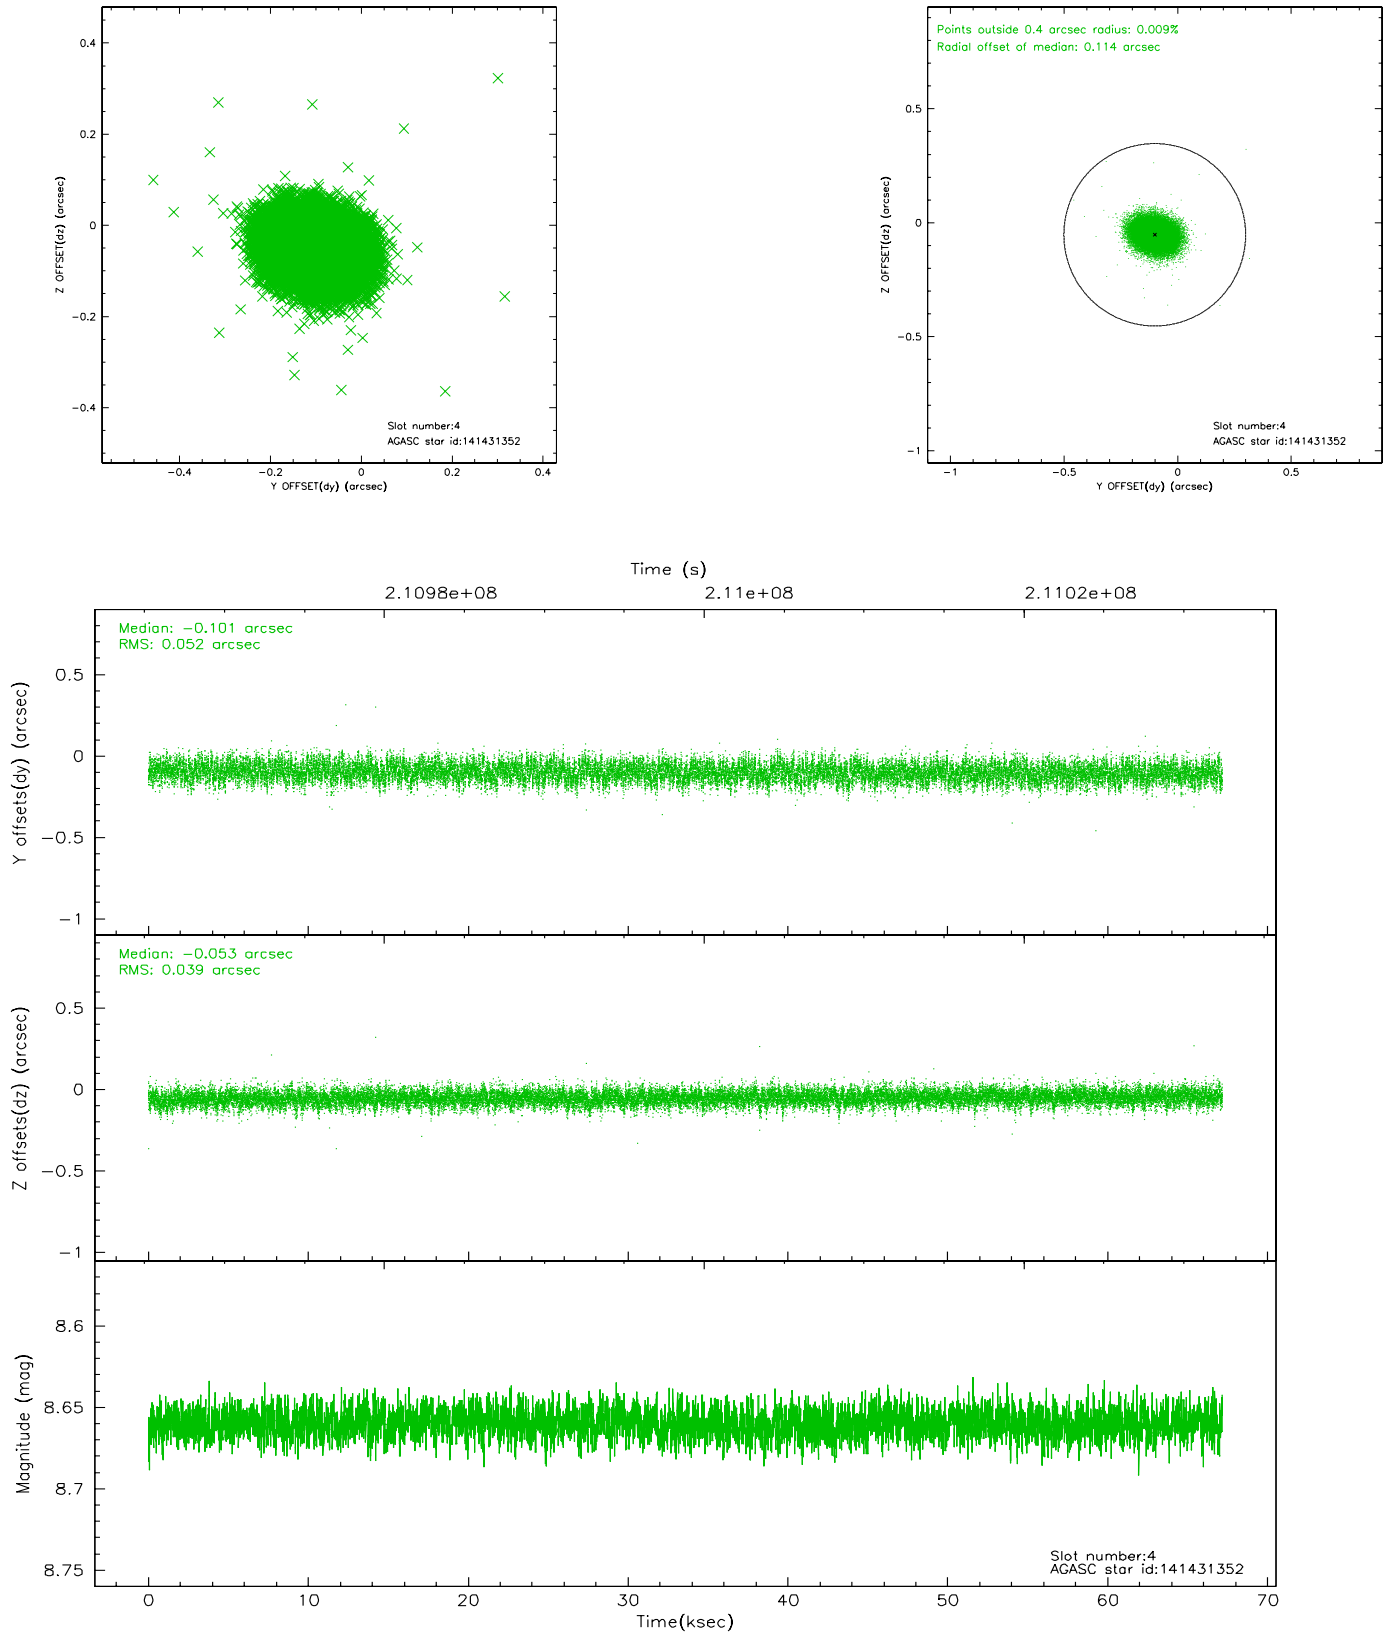 0.4
0.2
0
−0.2
−0.4
Z OFFSET(dz) (arcsec)
Slot number:4
AGASC star id:141431352
−0.4 −0.2 0 0.2 0.4
Y OFFSET(dy) (arcsec)
Points outside 0.4 arcsec radius: 0.009%
Radial offset of median: 0.114 arcsec
0.5
0
−0.5
−1
Z OFFSET(dz) (arcsec)
Slot number:4
AGASC star id:141431352
−1 −0.5 0 0.5
Y OFFSET(dy) (arcsec)
Time (s)
2.1098e+08 2.11e+08 2.1102e+08
Median: −0.101 arcsec
RMS: 0.052 arcsec
0.5
0
−0.5
−1
Y offsets(dy) (arcsec)
Median: −0.053 arcsec
RMS: 0.039 arcsec
0.5
0
−0.5
−1
Z offsets(dz) (arcsec)
8.6
8.65
8.7
8.75
Magnitude (mag)
Slot number:4
AGASC star id:141431352
0 10 20 30 40 50 60 70
Time(ksec)